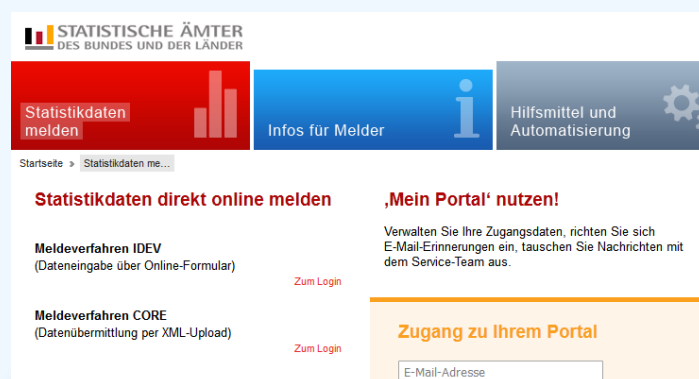 STATISTISCHE ÄMTER
DES BUNDES UND DER LÄNDER
Statistikdaten
melden
Infos für Melder
i
Hilfsmittel und
Automatisierung
Startseite » Statistikdaten me...
Statistikdaten direkt online melden
Meldeverfahren IDEV
(Dateneingabe über Online-Formular)
Zum Login
Meldeverfahren CORE
(Datenübermittlung per XML-Upload)
Zum Login
‚Mein Portal‘ nutzen!
Verwalten Sie Ihre Zugangsdaten, richten Sie sich
E-Mail-Erinnerungen ein, tauschen Sie Nachrichten mit
dem Service-Team aus.
Zugang zu Ihrem Portal
E-Mail-Adresse